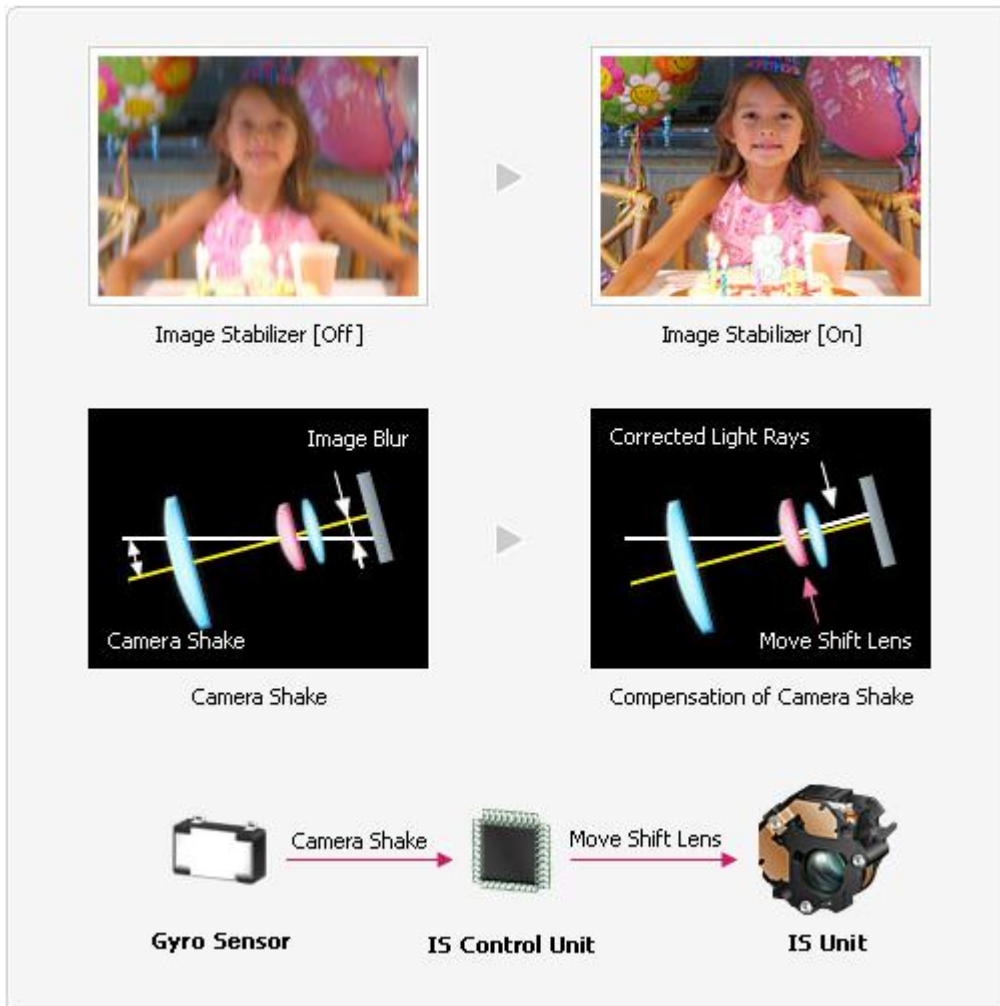 Image Stabilizer [Off]
Image Stabilizer [On]
Image Blur
Camera Shake
Corrected Light Rays
Move Shift Lens
Camera Shake
Compensation of Camera Shake
Camera Shake
Move Shift Lens
Gyro Sensor
IS Control Unit
IS Unit